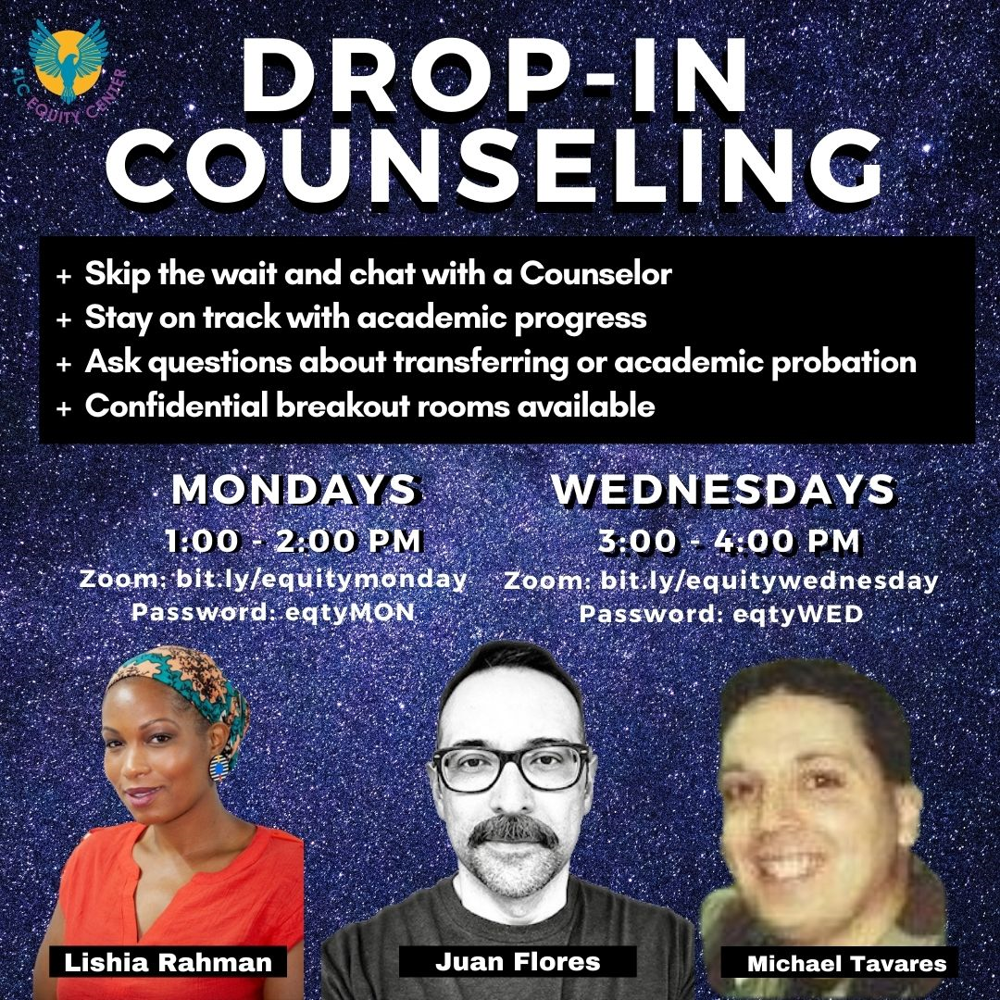 FLC EQUITY CENTER
DROP-IN
COUNSELING
+ Skip the wait and chat with a Counselor
+ Stay on track with academic progress
+ Ask questions about transferring or academic probation
+ Confidential breakout rooms available
MONDAYS
1:00 - 2:00 PM
Zoom: bit.ly/equitymonday
Password: eqtyMON
WEDNESDAYS
3:00 - 4:00 PM
Zoom: bit.ly/equitywednesday
Password: eqtyWED
Lishia Rahman
Juan Flores
Michael Tavares